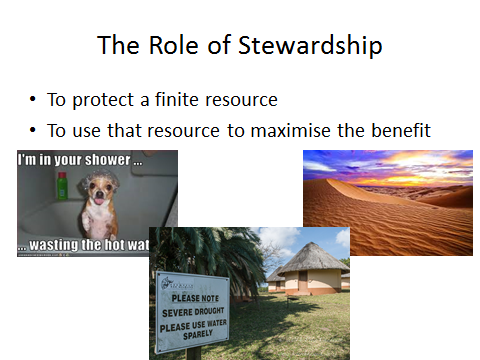 The Role of Stewardship
• To protect a finite resource
• To use that resource to maximise the benefit
I'm in your shower ...
... wasting the hot wat
PLEASE NOTE
SEVERE DROUGHT
PLEASE USE WATER
SPARELY